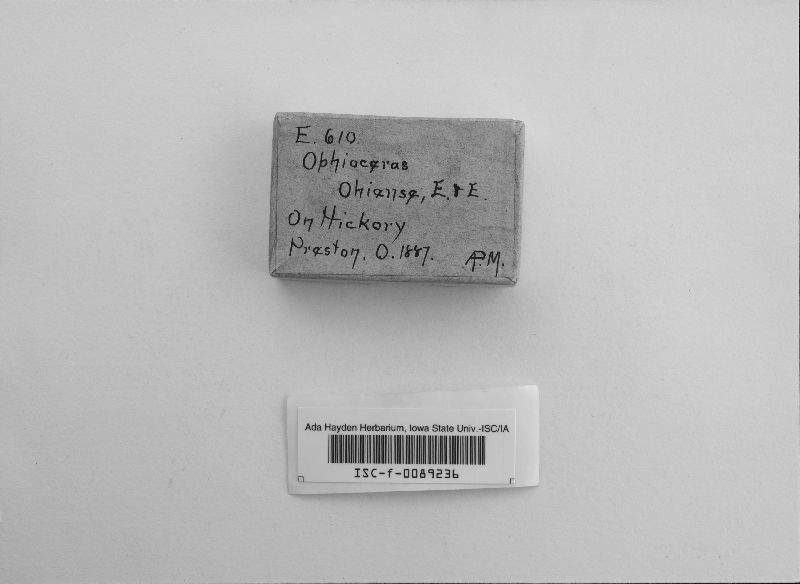 E. 610
Ophioceras
Ohiense, E. & E.
On Hickory
Preston. O. 1887. A.P.M.
Ada Hayden Herbarium, Iowa State Univ.-ISC/IA
ISC-f-0089236